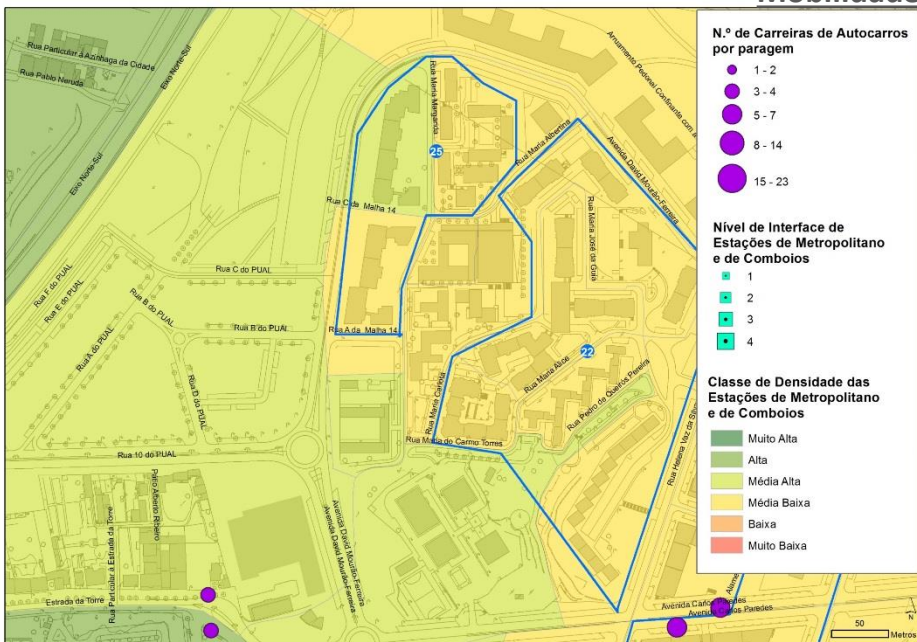 Mobilidade
N.º de Carreiras de Autocarros
por paragem
1 - 2
3 - 4
5 - 7
8 - 14
15 - 23
Nível de Interface de
Estações de Metropolitano
e de Comboios
1
2
3
4
Classe de Densidade das
Estações de Metropolitano
e de Comboios
Muito Alta
Alta
Média Alta
Média Baixa
Baixa
Muito Baixa
50
Metros
Rua Particular à Azinhaga da Cidade
Rua Pablo Neruda
Eixo Norte-Sul
Eixo Norte-Sul
Rua Maria Margarida
25
Arruamento Pedonal Confinante com a
Rua Maria Albertina
Avenida David Mourão-Ferreira
Rua C da Malha 14
Rua Maria José da Guia
Rua C do PUAL
Rua F do PUAL
Rua E do PUAL
Rua B do PUAL
Rua B do PUAL
Rua A da Malha 14
Rua A do PUAL
22
Rua Maria Alice
Rua D do PUAL
Rua Maria Carlota
Rua Pedro de Queirós Pereira
Rua Maria do Carmo Torres
Rua Helena Vaz da Silva
Rua 10 do PUAL
Pátio Alberto Ribeiro
Rua Particular à Estrada da Torre
Avenida David Mourão-Ferreira
Avenida David Mourão-Ferreira
Estrada da Torre
Avenida Carlos Paredes
Avenida Carlos Paredes